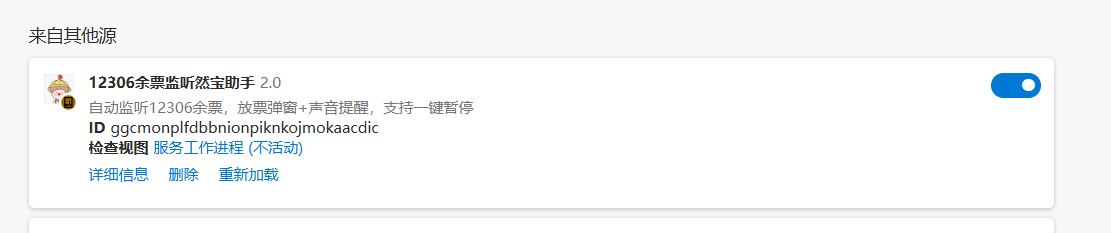 来自其他源
12306余票监听然宝助手 2.0
自动监听12306余票，放票弹窗+声音提醒，支持一键暂停
ID ggcmonplfdbbnionpiknkojmokaacdic
检查视图 服务工作进程 (不活动)
详细信息 删除 重新加载